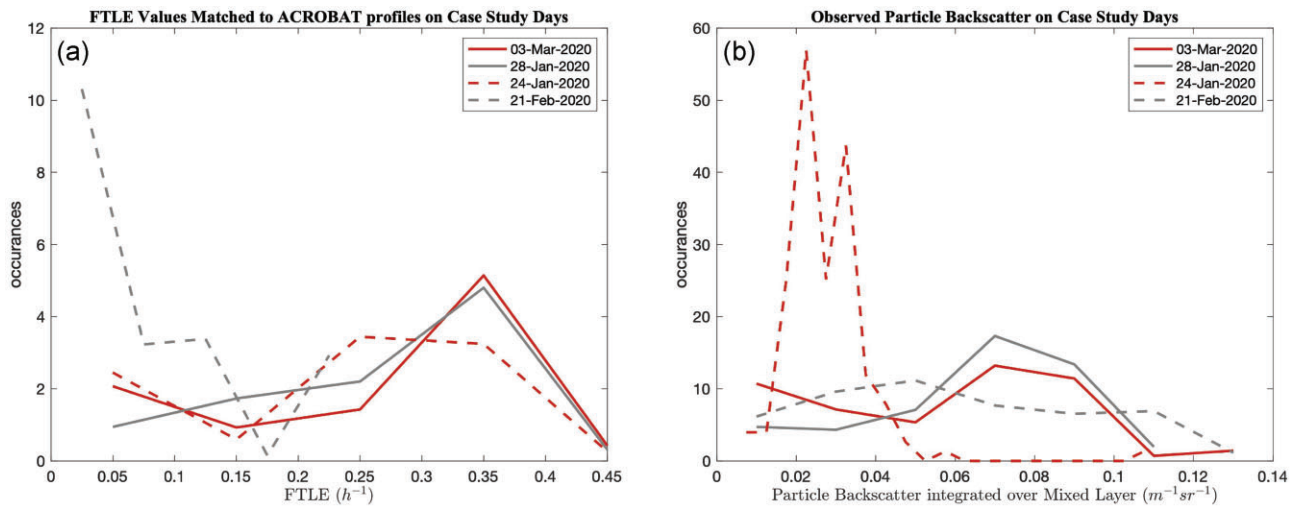 FTLE Values Matched to ACROBAT profiles on Case Study Days
(a)
03-Mar-2020
28-Jan-2020
24-Jan-2020
21-Feb-2020
occurances
12
10
8
6
4
2
0
0.05 0.1 0.15 0.2 0.25 0.3 0.35 0.4 0.45
FTLE (h⁻¹)
Observed Particle Backscatter on Case Study Days
(b)
03-Mar-2020
28-Jan-2020
24-Jan-2020
21-Feb-2020
occurances
60
50
40
30
20
10
0
0 0.02 0.04 0.06 0.08 0.1 0.12 0.14
Particle Backscatter integrated over Mixed Layer (m⁻¹sr⁻¹)